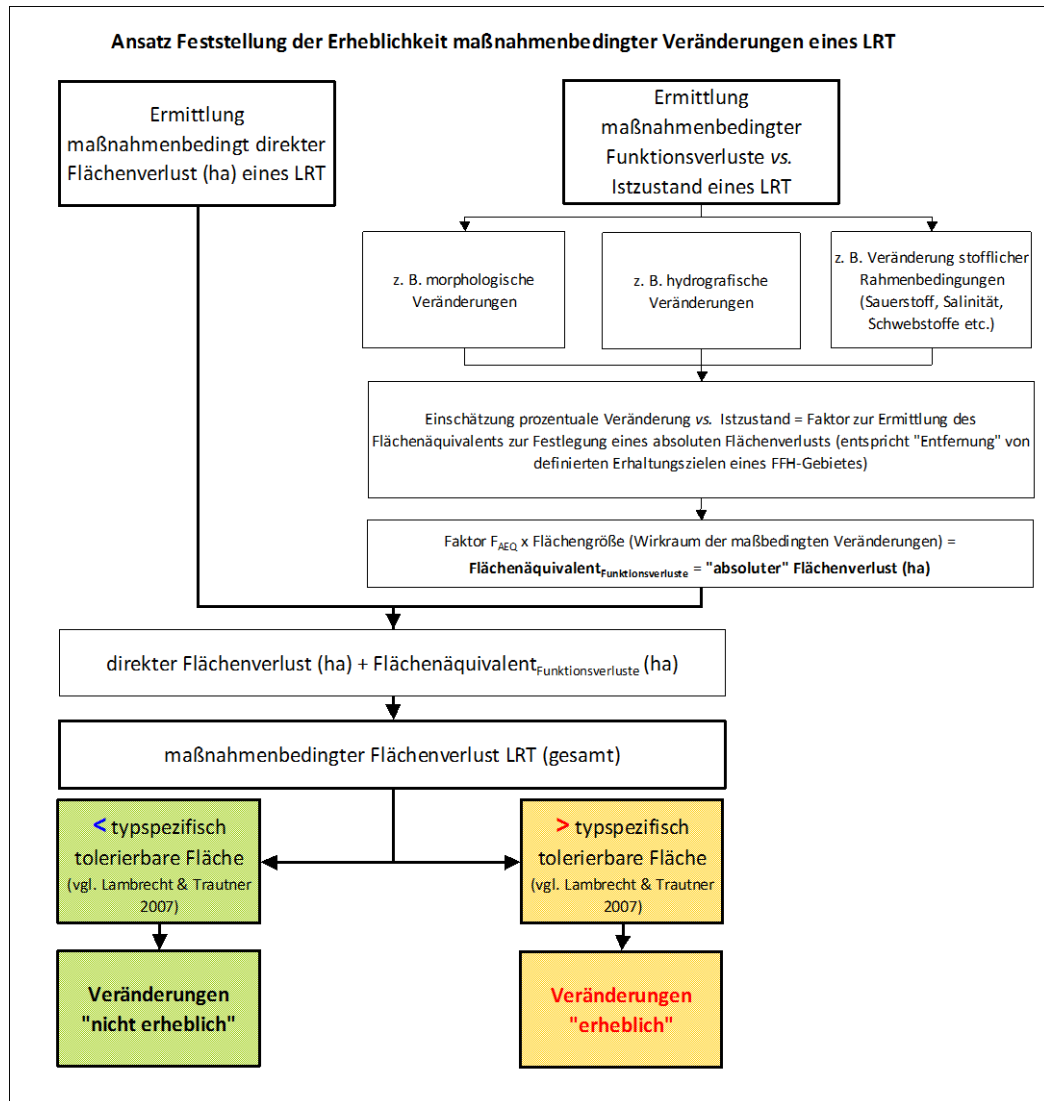 Ansatz Feststellung der Erheblichkeit maßnahmenbedingter Veränderungen eines LRT
Ermittlung
maßnahmenbedingt direkter
Flächenverlust (ha) eines LRT
Ermittlung
maßnahmenbedingter
Funktionsverluste vs.
Istzustand eines LRT
z. B. morphologische
Veränderungen
z. B. hydrografische
Veränderungen
z. B. Veränderung stofflicher
Rahmenbedingungen
(Sauerstoff, Salinität,
Schwebstoffe etc.)
Einschätzung prozentuale Veränderung vs. Istzustand = Faktor zur Ermittlung des
Flächenäquivalents zur Festlegung eines absoluten Flächenverlusts (entspricht "Entfernung" von
definierten Erhaltungszielen eines FFH-Gebietes)
Faktor FAEQ x Flächengröße (Wirkraum der maßbedingten Veränderungen) =
FlächenäquivalentFunktionsverluste = "absoluter" Flächenverlust (ha)
direkter Flächenverlust (ha) + FlächenäquivalentFunktionsverluste (ha)
maßnahmenbedingter Flächenverlust LRT (gesamt)
< typspezifisch
tolerierbare Fläche
(vgl. Lambrecht & Trautner
2007)
> typspezifisch
tolerierbare Fläche
(vgl. Lambrecht & Trautner
2007)
Veränderungen
"nicht erheblich"
Veränderungen
"erheblich"